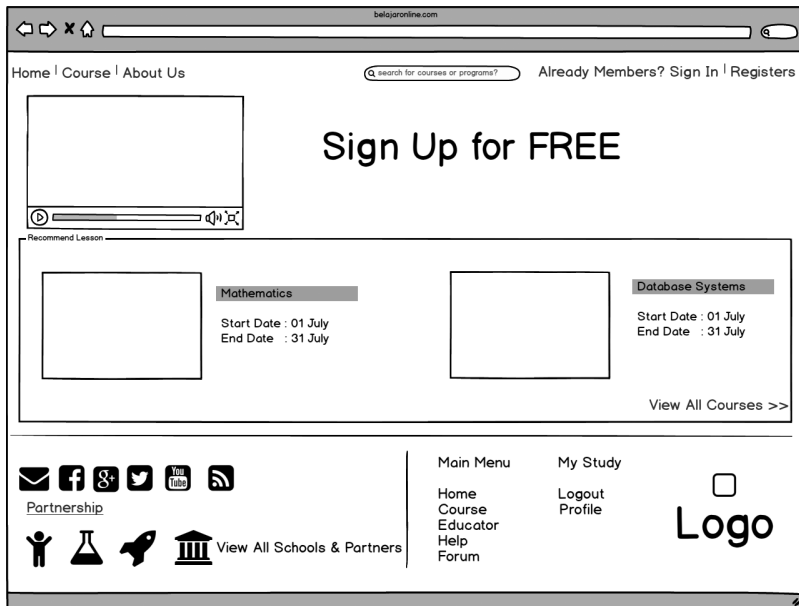 belajaronline.com
Home | Course | About Us
search for courses or programs?
Already Members? Sign In | Registers
Sign Up for FREE
Recommend Lesson
Mathematics
Start Date : 01 July
End Date : 31 July
Database Systems
Start Date : 01 July
End Date : 31 July
View All Courses >>
You
Tube
Partnership
View All Schools & Partners
Main Menu
Home
Course
Educator
Help
Forum
My Study
Logout
Profile
Logo